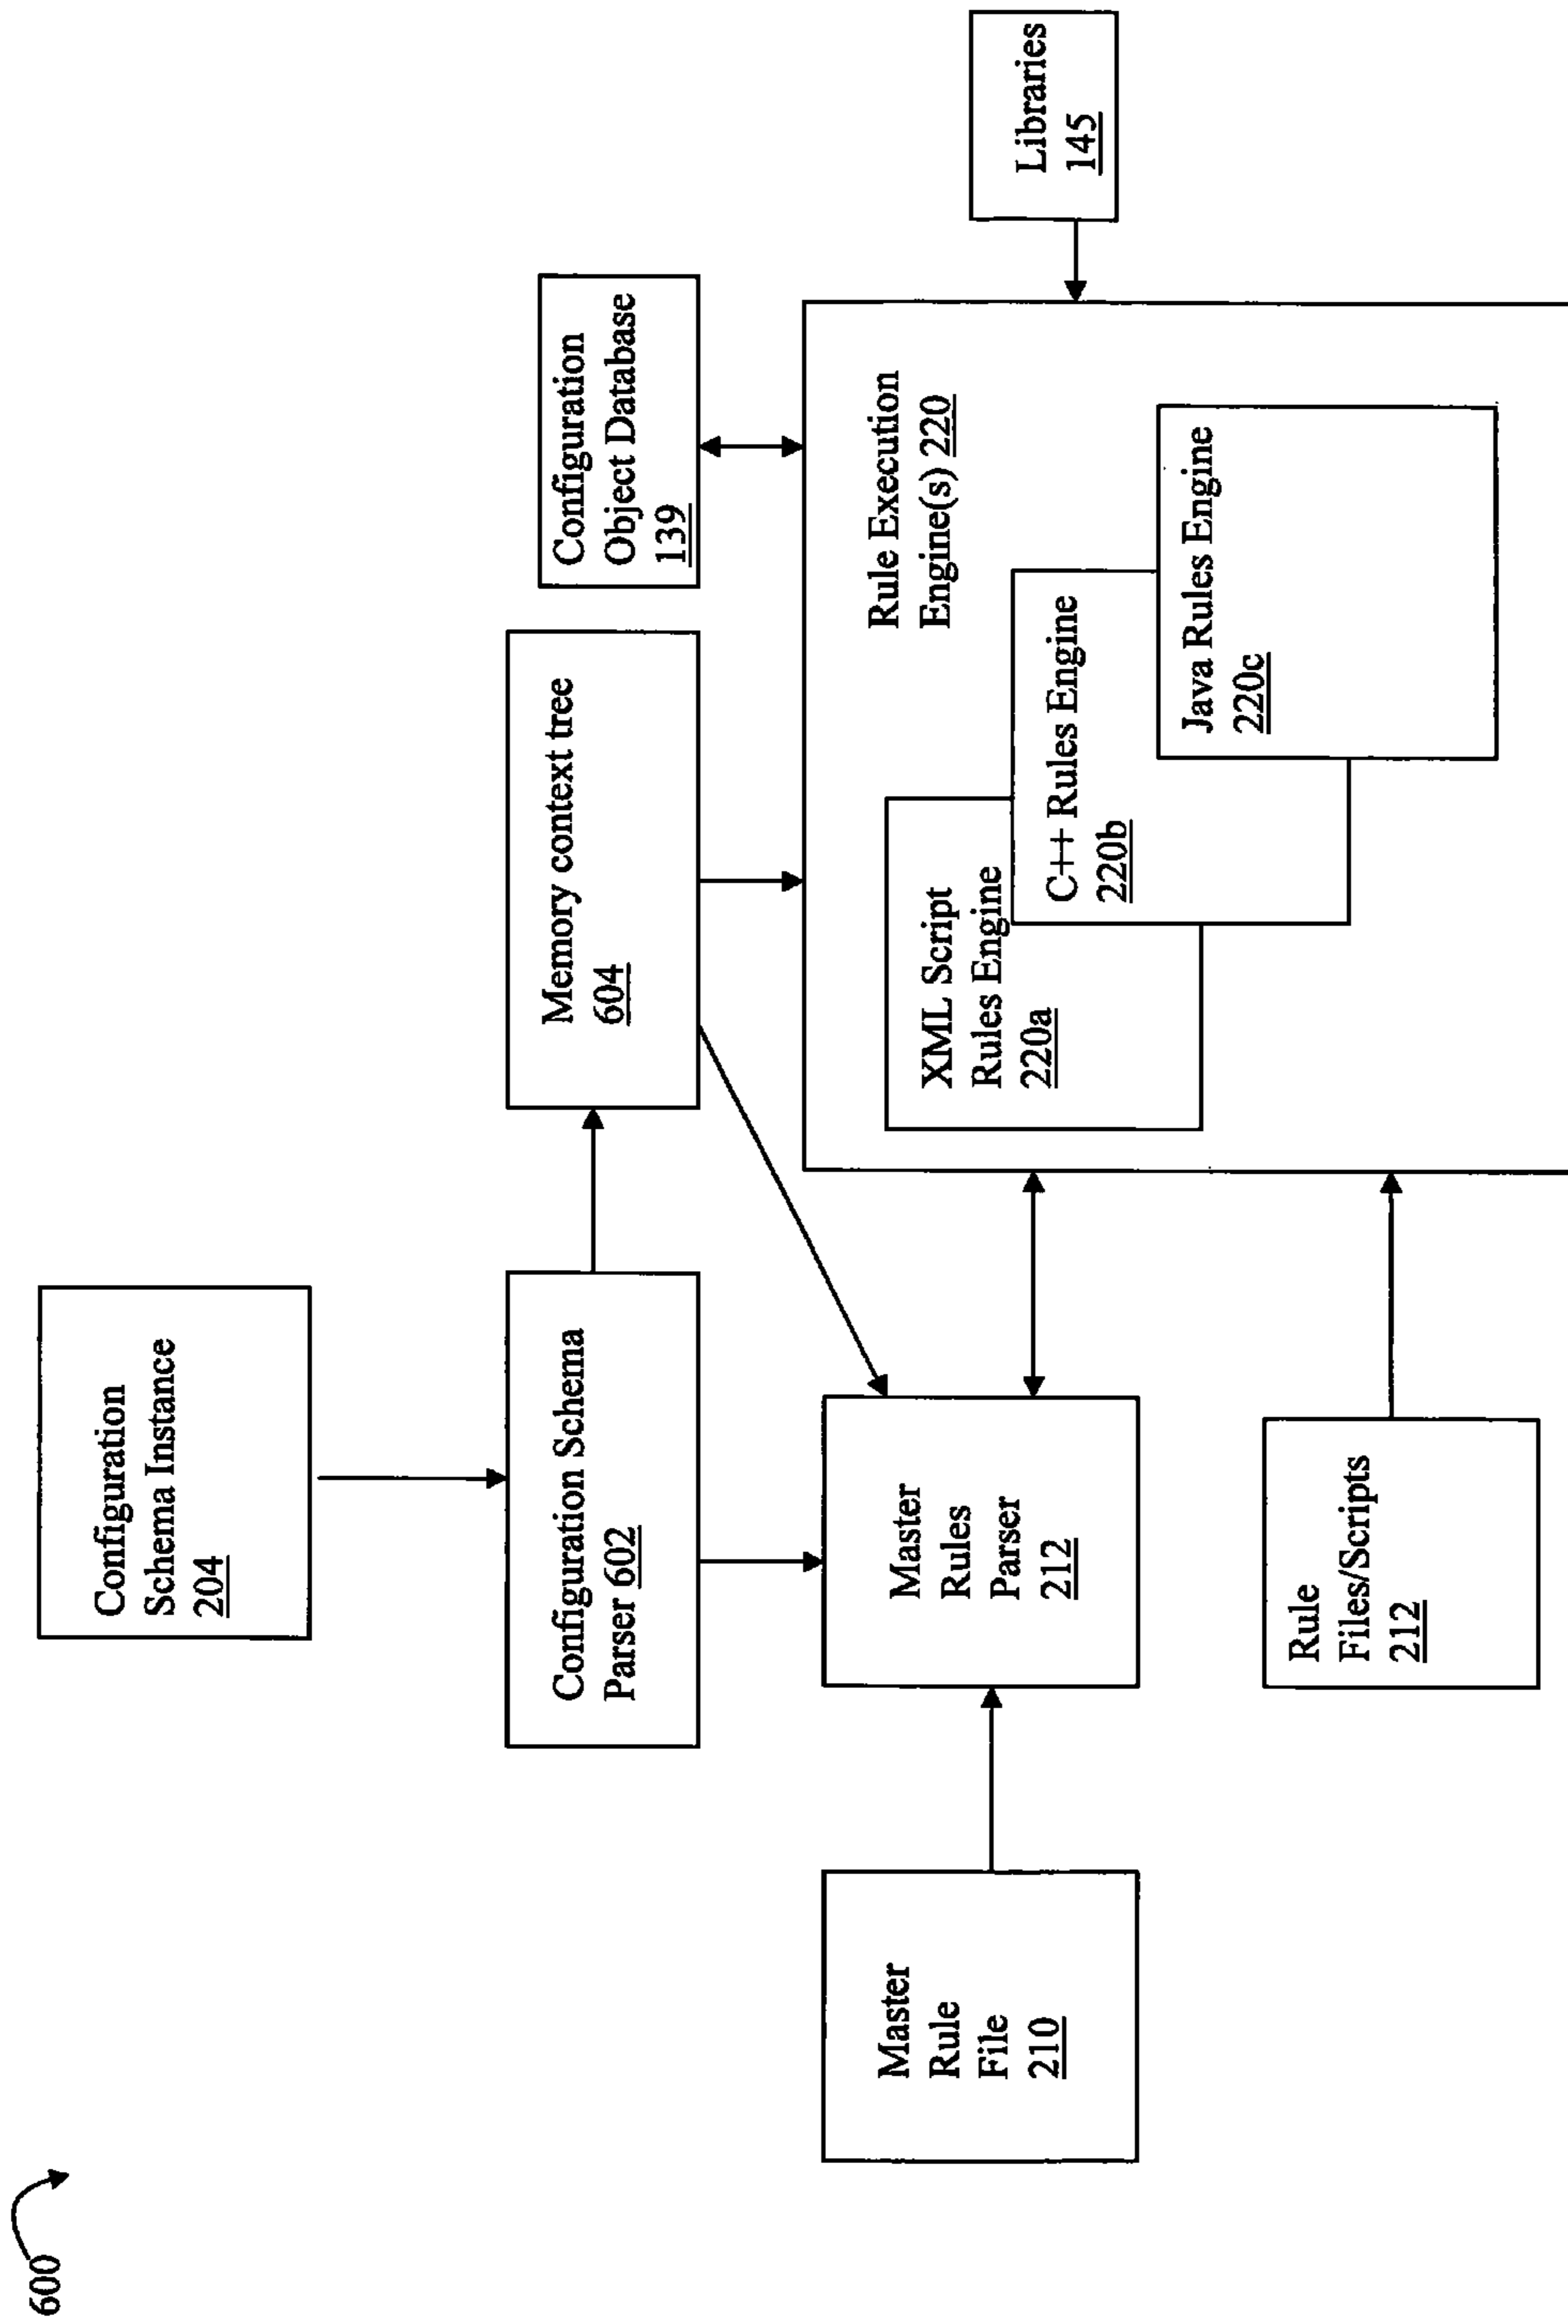 600
Configuration
Schema Instance
204
Configuration Schema
Parser 602
Memory context tree
604
Configuration
Object Database
139
Master
Rule
File
210
Master
Rules
Parser
212
Rule Execution
Engine(s) 220
XML Script
Rules Engine
220a
C++ Rules Engine
220b
Java Rules Engine
220c
Libraries
145
Rule
Files/Scripts
212